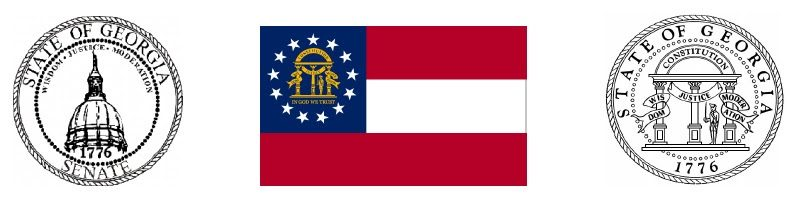 STATE OF GEORGIA
WISDOM • JUSTICE • MODERATION
1776
SENATE
CONSTITUTION
IN GOD WE TRUST
STATE OF GEORGIA
CONSTITUTION
WIS
DOM
JUSTICE
MODER
ATION
1776